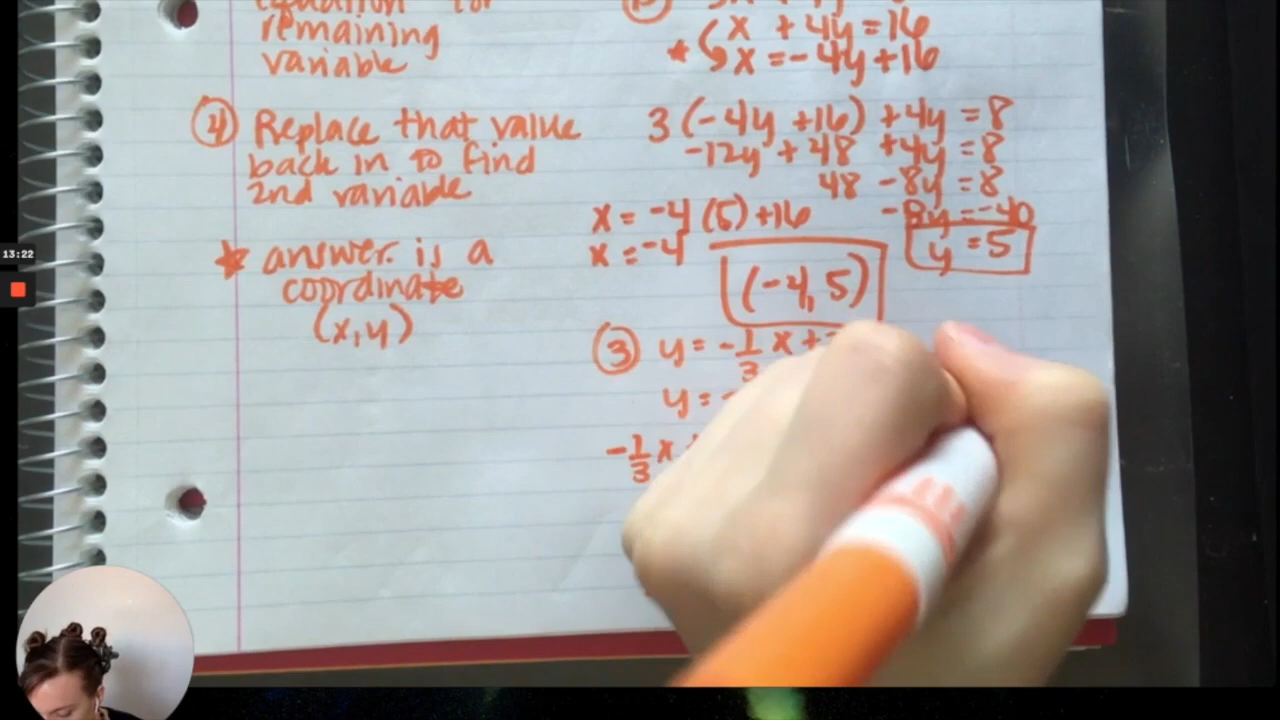 remaining
variable
④ Replace that value
back in to find
2nd variable
★ answer is a
coordinate
(x,y)
x + 4y = 16
★ x = -4y + 16
3(-4y + 16) + 4y = 8
-12y + 48 + 4y = 8
48 - 8y = 8
-8y = -40
y = 5
x = -4(5) + 16
x = -4
(-4, 5)
③ y = -1/3 x +
y = -
-1/3 x
13:22